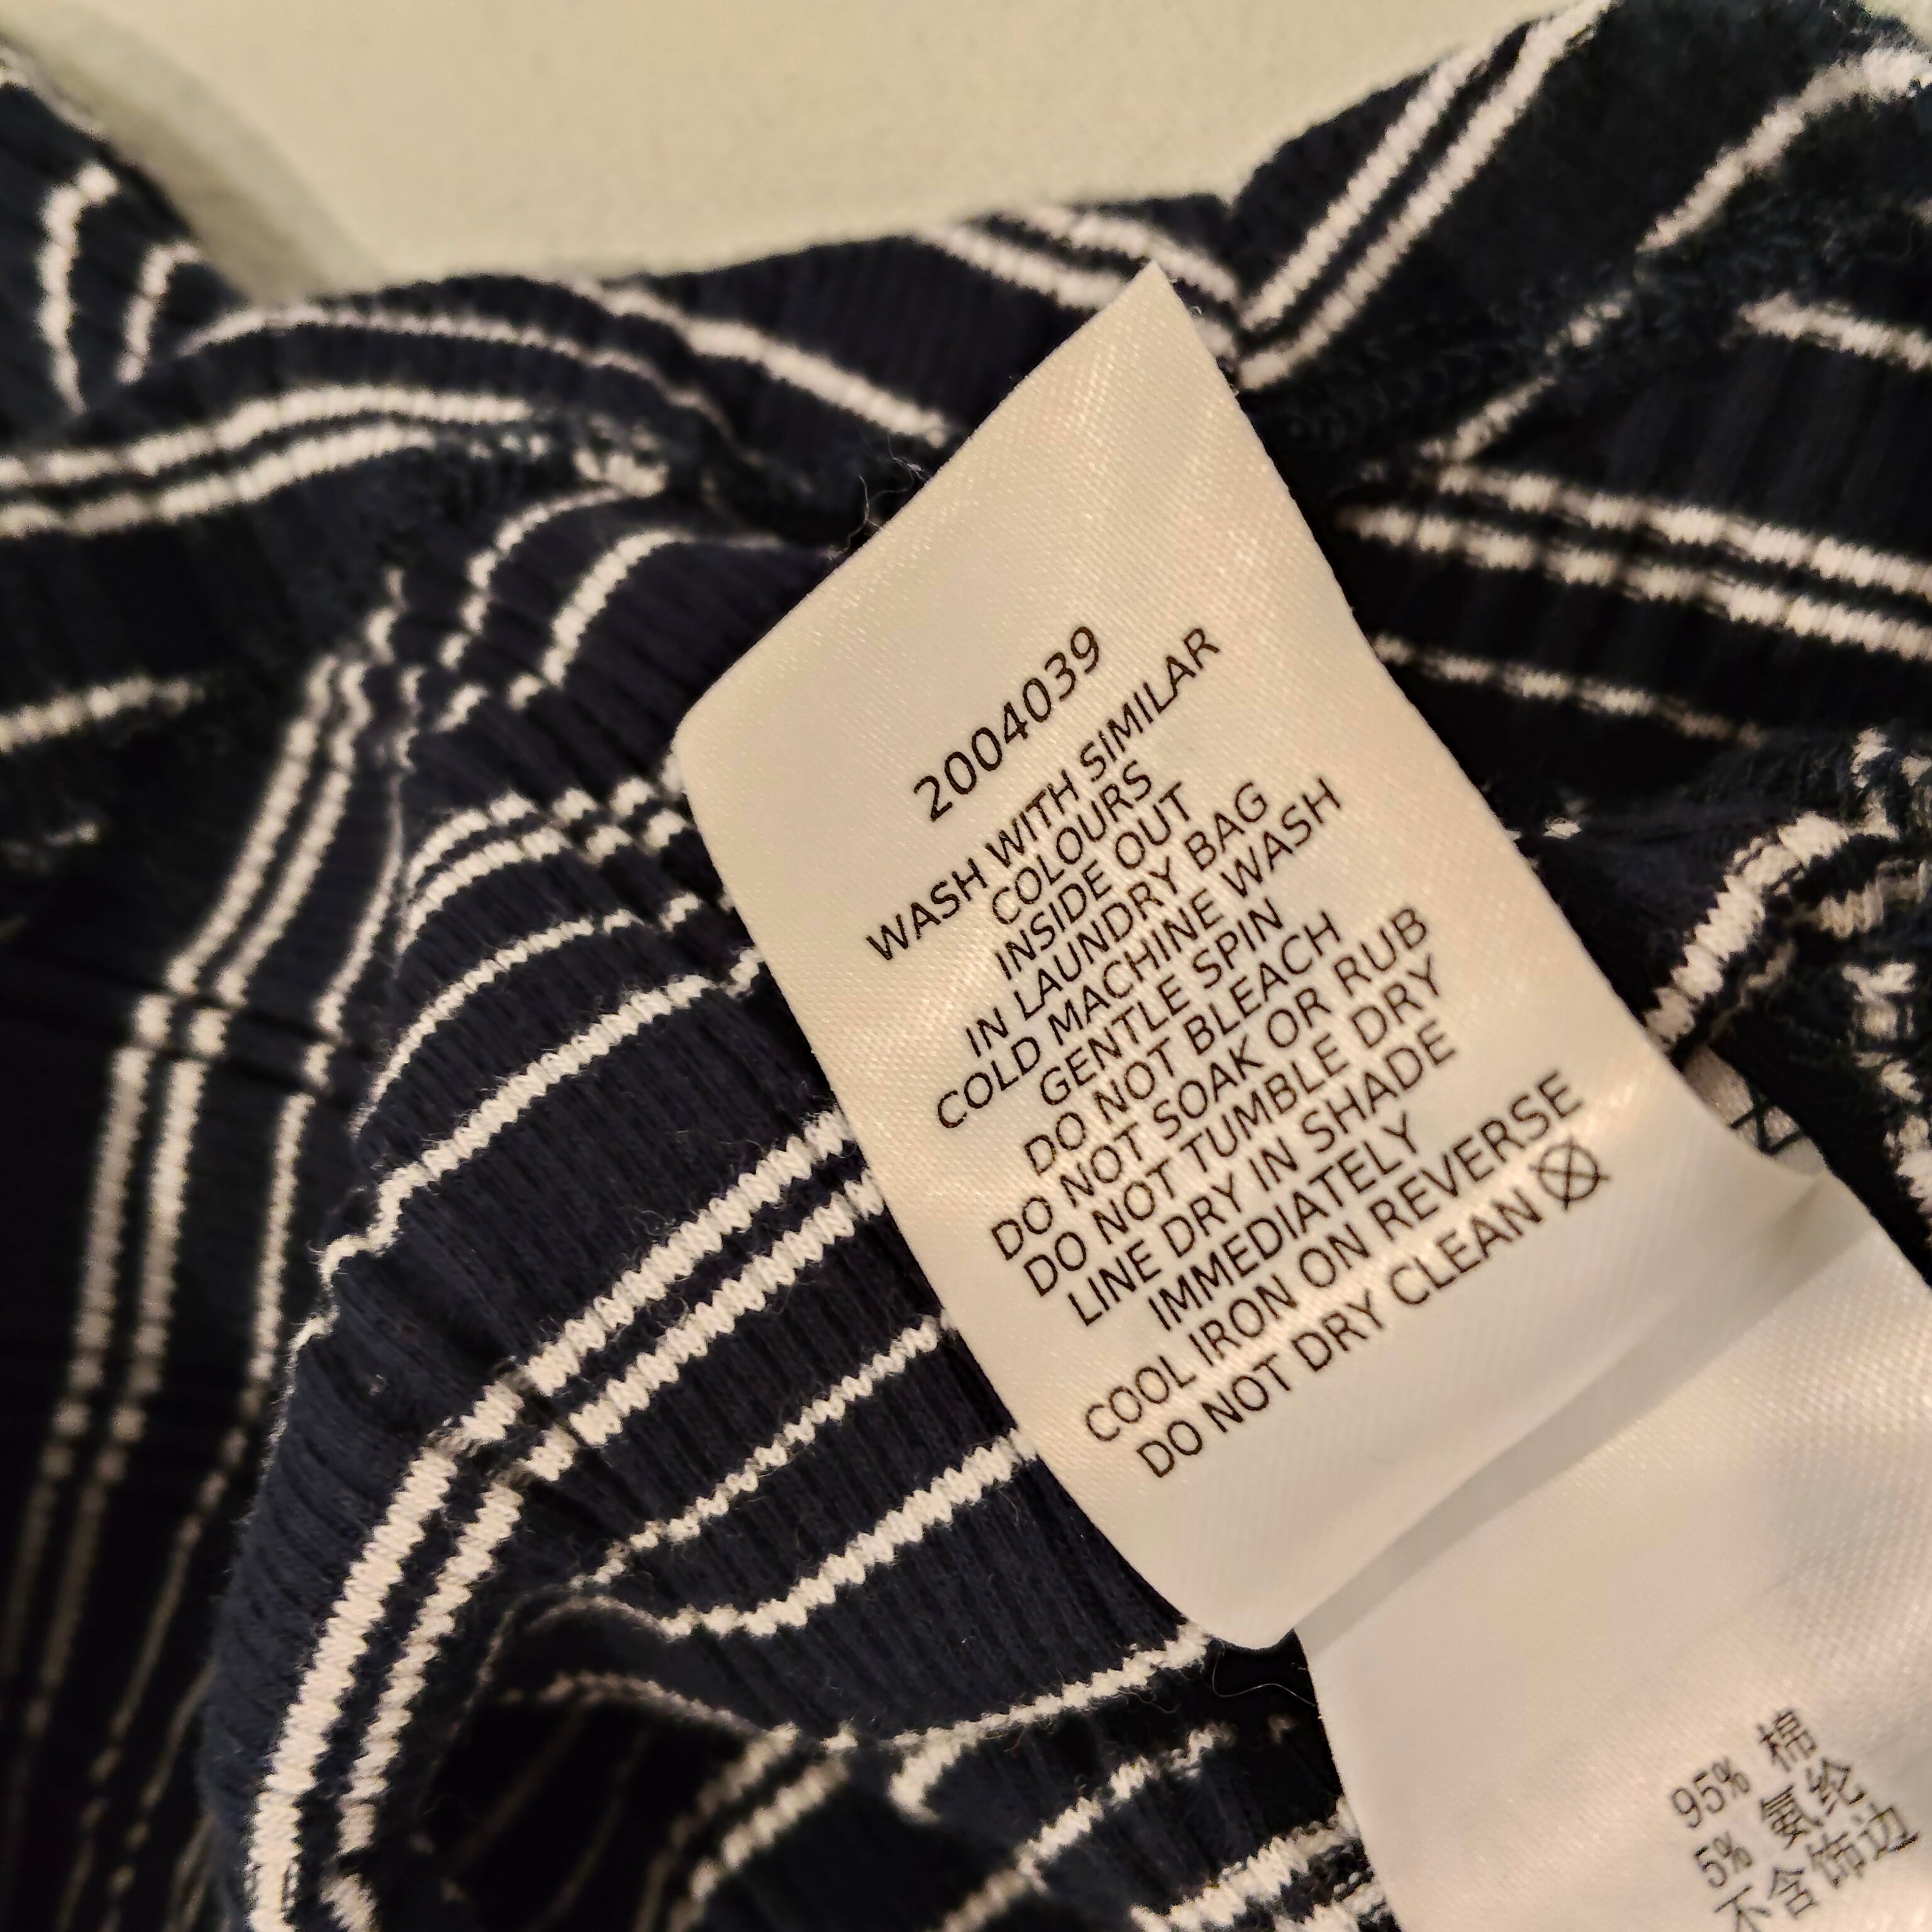 2004039
WASH WITH SIMILAR
COLOURS
INSIDE OUT
IN LAUNDRY BAG
COLD MACHINE WASH
GENTLE SPIN
DO NOT BLEACH
DO NOT SOAK OR RUB
DO NOT TUMBLE DRY
LINE DRY IN SHADE
IMMEDIATELY
COOL IRON ON REVERSE
DO NOT DRY CLEAN
95% 棉
5% 氨纶
不含饰边